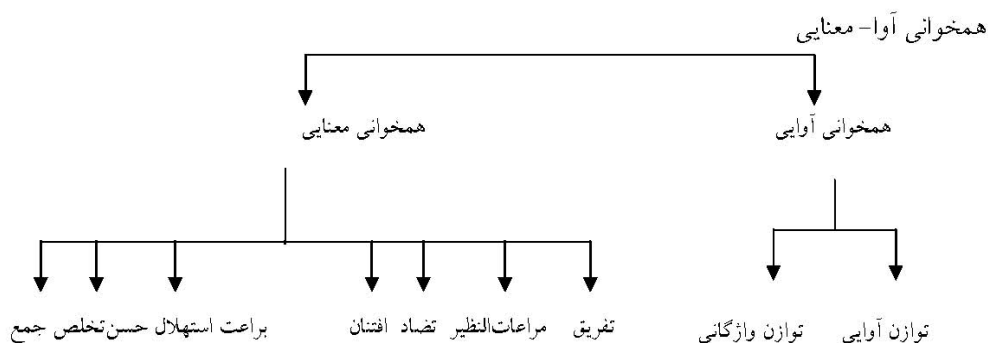 همخوانی آوا- معنایی
همخوانی آوایی
همخوانی معنایی
توازن آوایی
توازن واژگانی
تفریق
مراعات‌النظیر
تضاد
افتنان
براعت استهلال
حسن‌تخلص
جمع